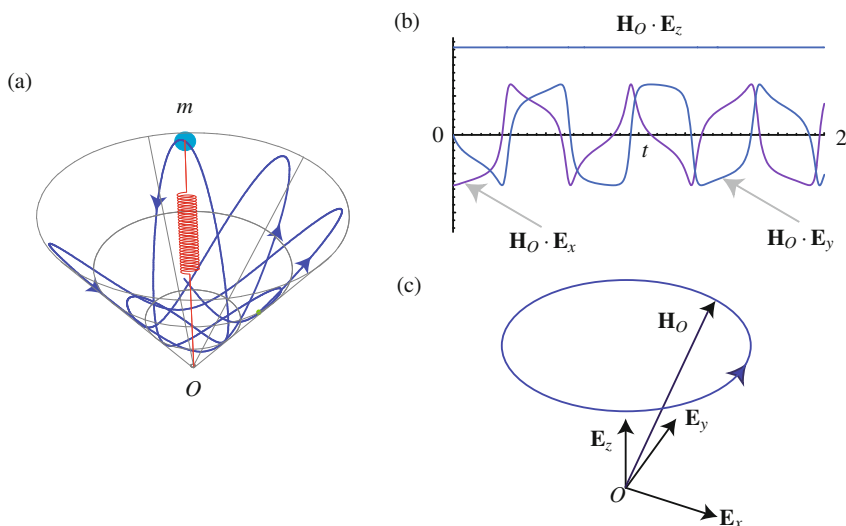 (a)
m
O
(b)
H_O · E_z
0
t
2
H_O · E_x
H_O · E_y
(c)
H_O
E_z
E_y
O
E_x